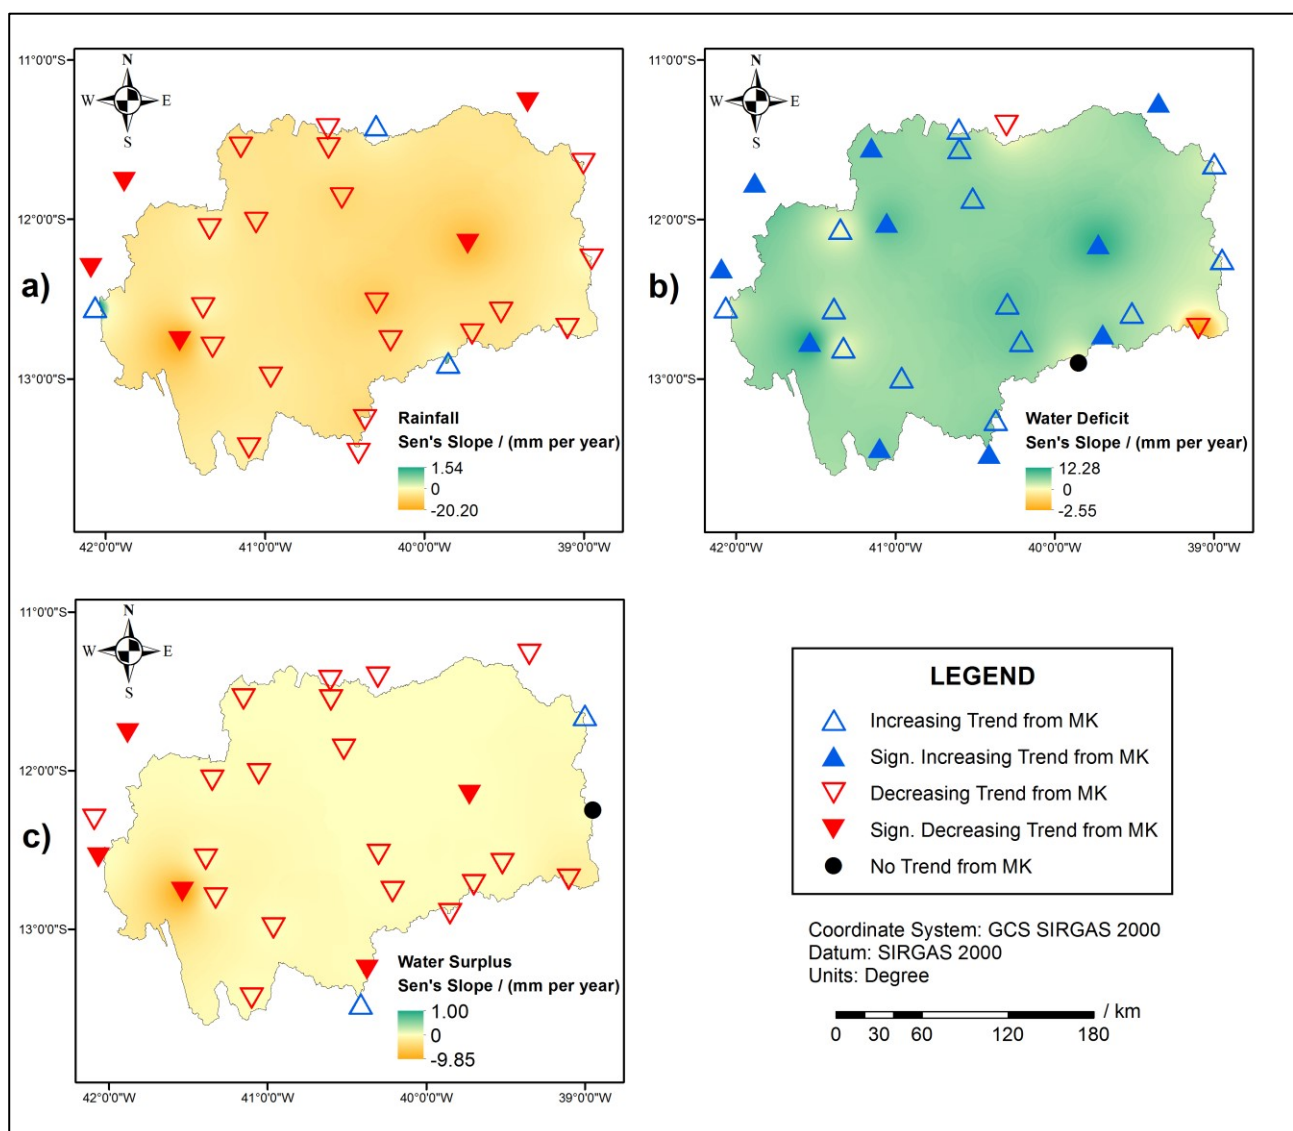 N
W E
S
11°0'0"S
12°0'0"S
13°0'0"S
a)
Rainfall
Sen's Slope / (mm per year)
1.54
0
-20.20
42°0'0"W 41°0'0"W 40°0'0"W 39°0'0"W
N
W E
S
11°0'0"S
12°0'0"S
13°0'0"S
b)
Water Deficit
Sen's Slope / (mm per year)
12.28
0
-2.55
42°0'0"W 41°0'0"W 40°0'0"W 39°0'0"W
N
W E
S
11°0'0"S
12°0'0"S
13°0'0"S
c)
Water Surplus
Sen's Slope / (mm per year)
1.00
0
-9.85
42°0'0"W 41°0'0"W 40°0'0"W 39°0'0"W
LEGEND
Increasing Trend from MK
Sign. Increasing Trend from MK
Decreasing Trend from MK
Sign. Decreasing Trend from MK
No Trend from MK
Coordinate System: GCS SIRGAS 2000
Datum: SIRGAS 2000
Units: Degree
/ km
0 30 60 120 180